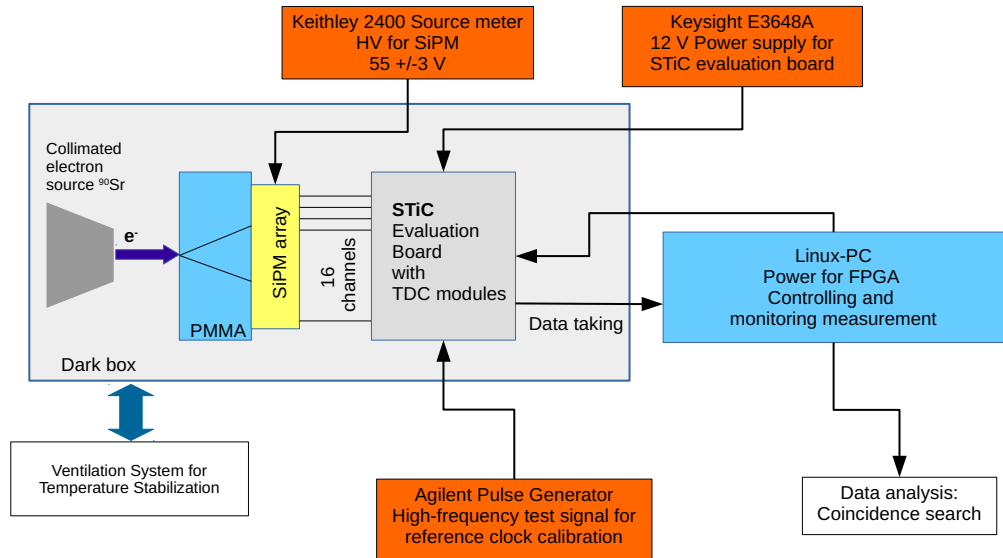 Keithley 2400 Source meter
HV for SiPM
55 +/-3 V
Keysight E3648A
12 V Power supply for
STiC evaluation board
Collimated
electron
source ⁹⁰Sr
e⁻
PMMA
SiPM array
16
channels
STiC
Evaluation
Board
with
TDC modules
Data taking
Linux-PC
Power for FPGA
Controlling and
monitoring measurement
Dark box
Ventilation System for
Temperature Stabilization
Agilent Pulse Generator
High-frequency test signal for
reference clock calibration
Data analysis:
Coincidence search